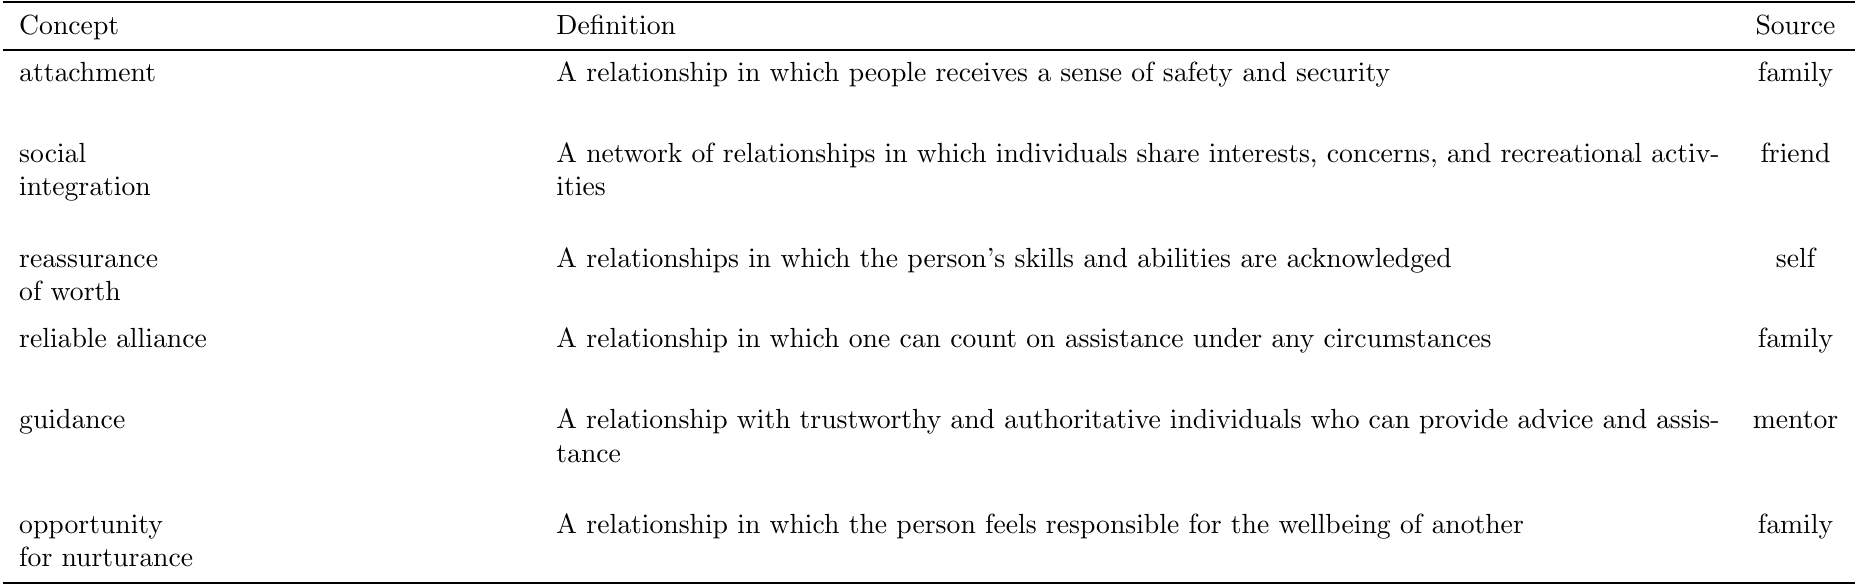 Concept Definition Source
attachment A relationship in which people receives a sense of safety and security family
social A network of relationships in which individuals share interests, concerns, and recreational activ- friend
integration ities
reassurance A relationships in which the person's skills and abilities are acknowledged self
of worth
reliable alliance A relationship in which one can count on assistance under any circumstances family
guidance A relationship with trustworthy and authoritative individuals who can provide advice and assis- mentor
tance
opportunity A relationship in which the person feels responsible for the wellbeing of another family
for nurturance